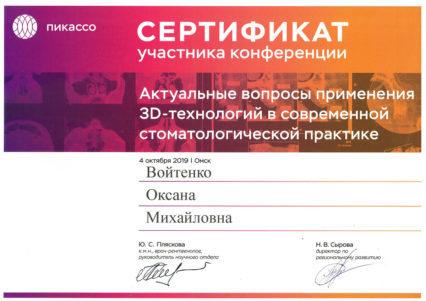 пикассо
СЕРТИФИКАТ
участника конференции
Актуальные вопросы применения
3D-технологий в современной
стоматологической практике
4 октября 2019 | Омск
Войтенко
Оксана
Михайловна
Ю. С. Пляскова
к.м.н., врач-рентгенолог,
руководитель научного отдела
Н. В. Сырова
директор по
региональному развитию